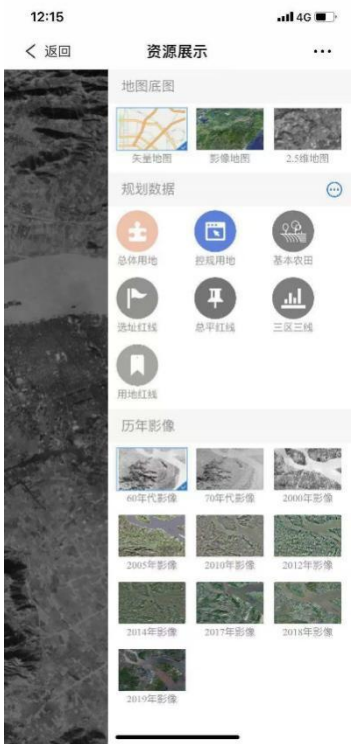 12:15 4G
返回 资源展示
地图底图
矢量地图 影像地图 2.5维地图
规划数据
总体用地 控规用地 基本农田
选址红线 总平红线 三区三线
用地红线
历年影像
60年代影像 70年代影像 2000年影像
2005年影像 2010年影像 2012年影像
2014年影像 2017年影像 2018年影像
2019年影像